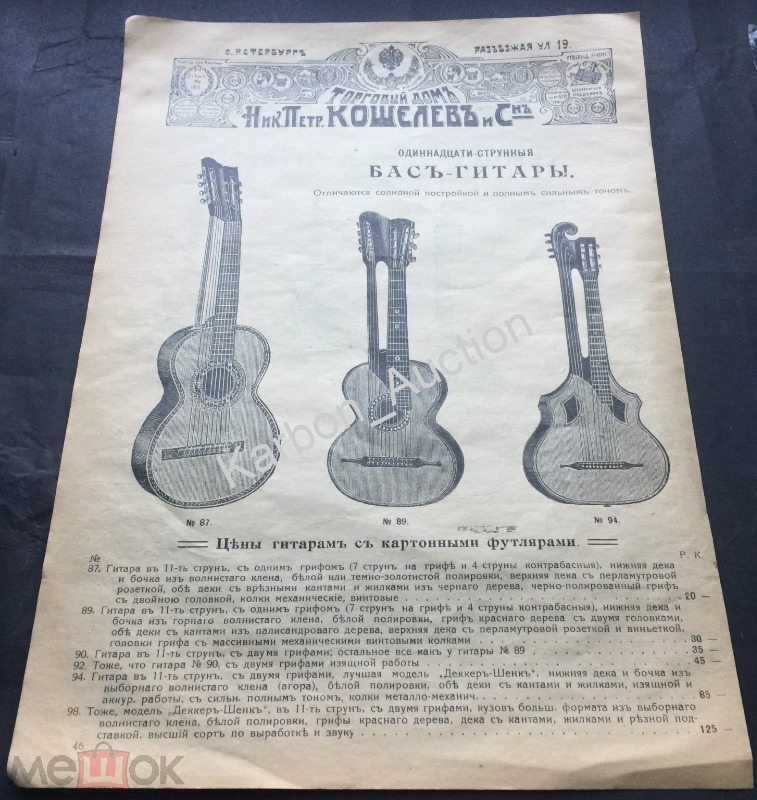 С. ПЕТЕРБУРГЪ РАЗЪѢЗЖАЯ УЛ 19.
ТОРГОВЫЙ ДОМЪ
НИК. ПЕТР. КОШЕЛЕВЪ И СНЪ
ОДИННАДЦАТИ-СТРУННЫЯ
БАСЪ-ГИТАРЫ.
Отличаются солидной постройкой и полнымъ сильнымъ тономъ.
Karbon_Auction
№ 87. № 89. № 94.
Цѣны гитарамъ съ картонными футлярами.
№ Р. К.
87. Гитара въ 11-ть струнъ, съ однимъ грифомъ (7 струнъ на грифѣ и 4 струны контрабасныя), нижняя дека
и бочка изъ волнистаго клена, бѣлой или темно-золотистой полировки, верхняя дека съ перламутровой
розеткой, обѣ деки съ врѣзными кантами и жилками изъ чернаго дерева, черно-полированный грифъ
съ двойною головкой, колки механическіе, винтовые 20 —
89. Гитара въ 11-ть струнъ, съ однимъ грифомъ (7 струнъ на грифѣ и 4 струны контрабасныя), нижняя дека и
бочка изъ горнаго волнистаго клена, бѣлой полировки, грифъ краснаго дерева съ двумя головками,
обѣ деки съ кантами изъ палисандроваго дерева, верхняя дека съ перламутровой розеткой и виньеткой,
головки грифа съ массивными механическими винтовыми колками 30 —
90. Гитара въ 11-ть струнъ, съ двумя грифами; остальное все какъ у гитары № 89 35 —
92. Тоже, что гитара № 90, съ двумя грифами изящной работы 45 —
94. Гитара въ 11-ть струнъ, съ двумя грифами, лучшая модель „Деккеръ-Шенкъ", нижняя дека и бочка изъ
выборнаго волнистаго клена (агора), бѣлой полировки, обѣ деки съ кантами и жилками, изящной и
аккур. работы, съ сильн. полнымъ тономъ, колки металло-механич. 85 —
98. Тоже, модель „Деккеръ-Шенкъ", въ 11-ть струнъ, съ двумя грифами, кузовъ больш. формата изъ выборнаго
волнистаго клена, бѣлой полировки, грифы краснаго дерева, дека съ кантами, жилками и рѣзной под-
ставкой, высшій сортъ по выработкѣ и звуку 125 —
46
мешок